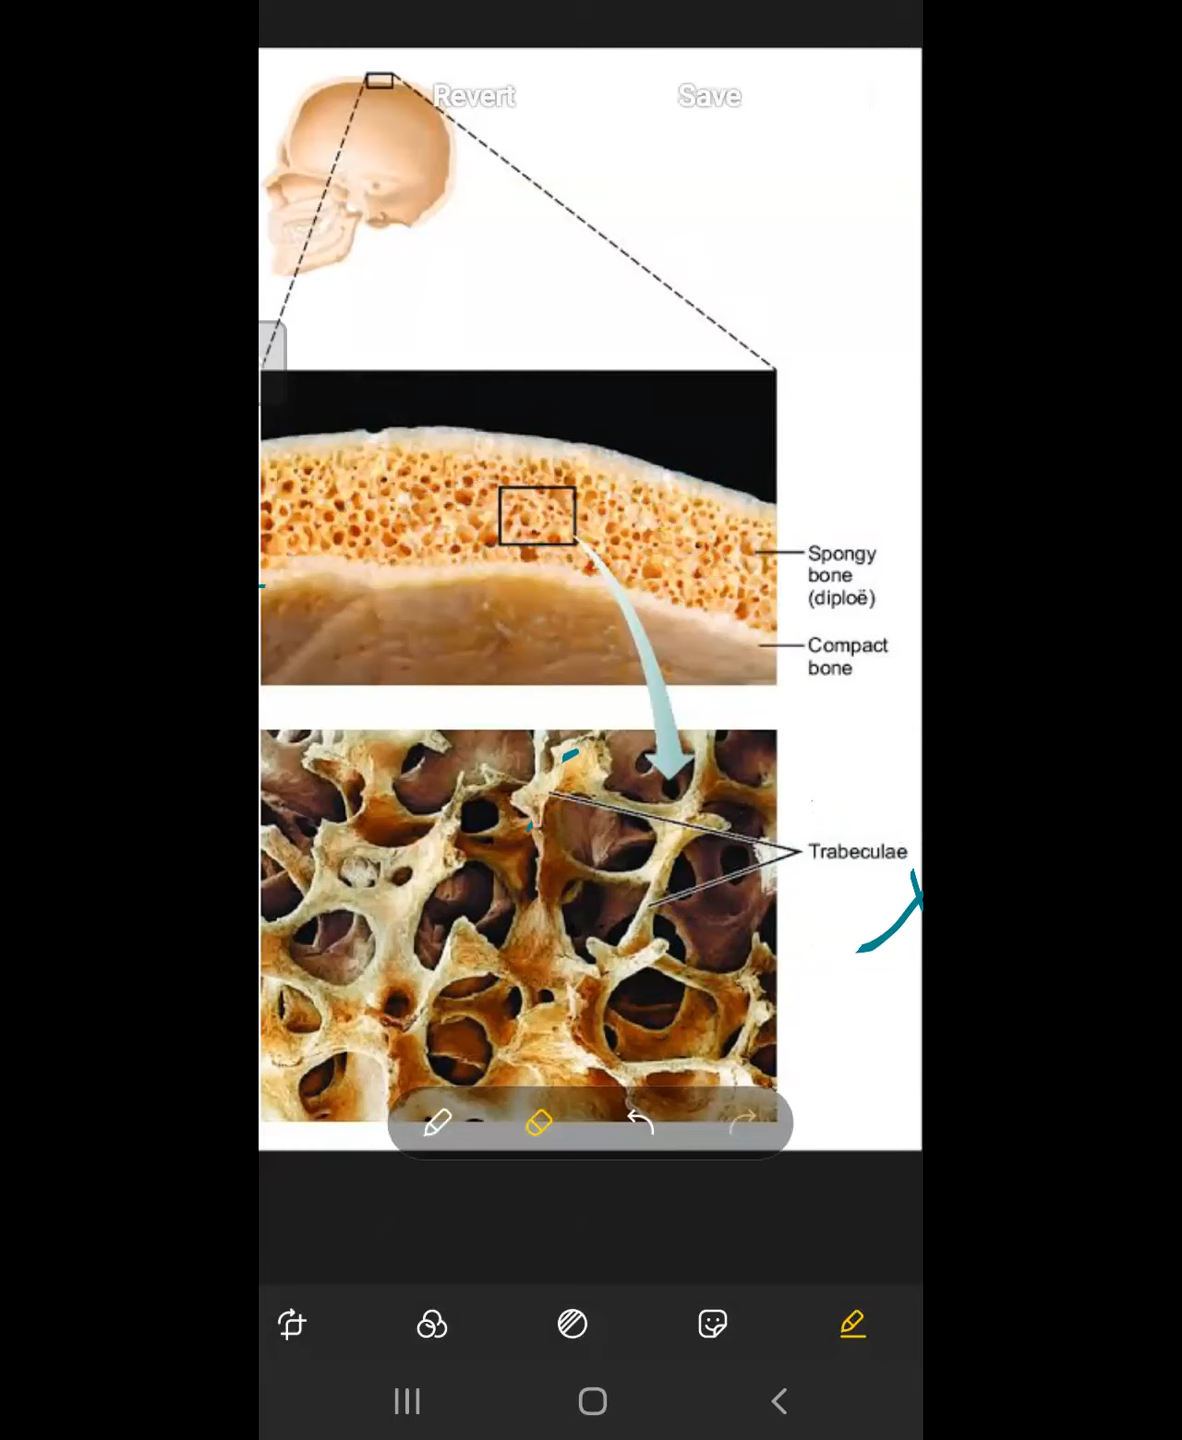 Revert
Save
Spongy
bone
(diploë)
Compact
bone
Trabeculae